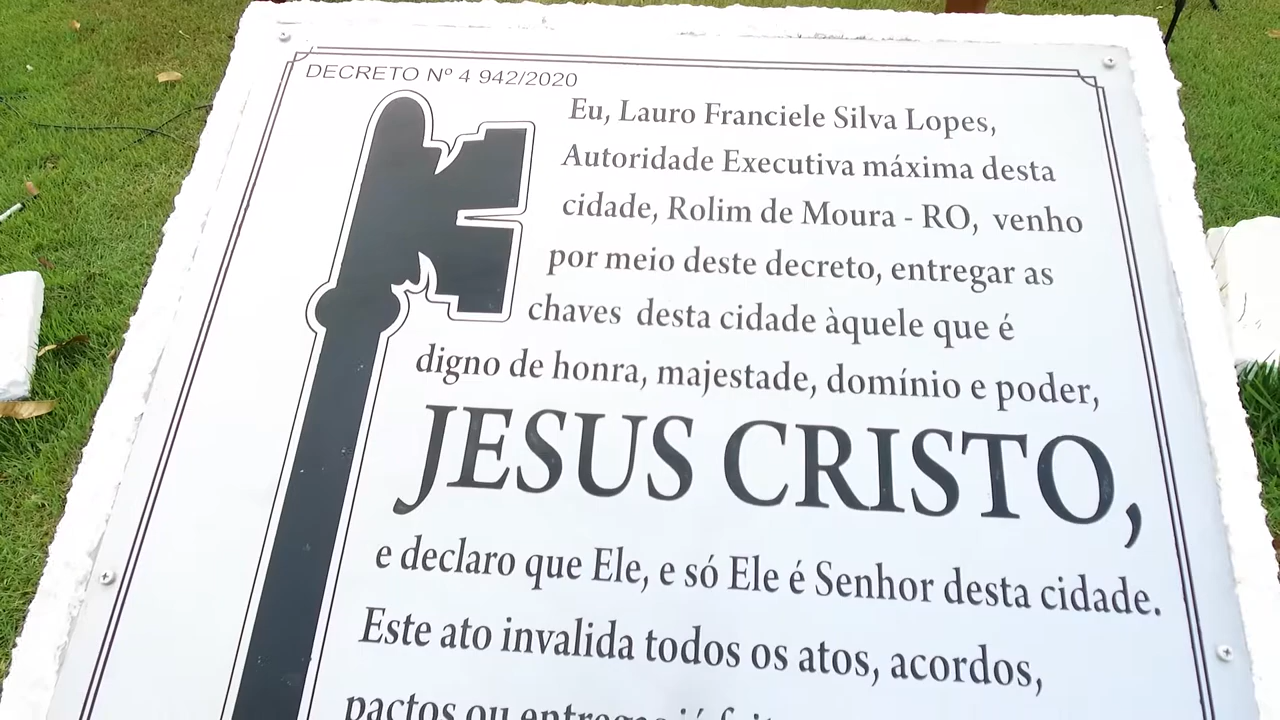 DECRETO Nº 4 942/2020
Eu, Lauro Franciele Silva Lopes,
Autoridade Executiva máxima desta
cidade, Rolim de Moura - RO, venho
por meio deste decreto, entregar as
chaves desta cidade àquele que é
digno de honra, majestade, domínio e poder,
JESUS CRISTO,
e declaro que Ele, e só Ele é Senhor desta cidade.
Este ato invalida todos os atos, acordos,
pactos ou